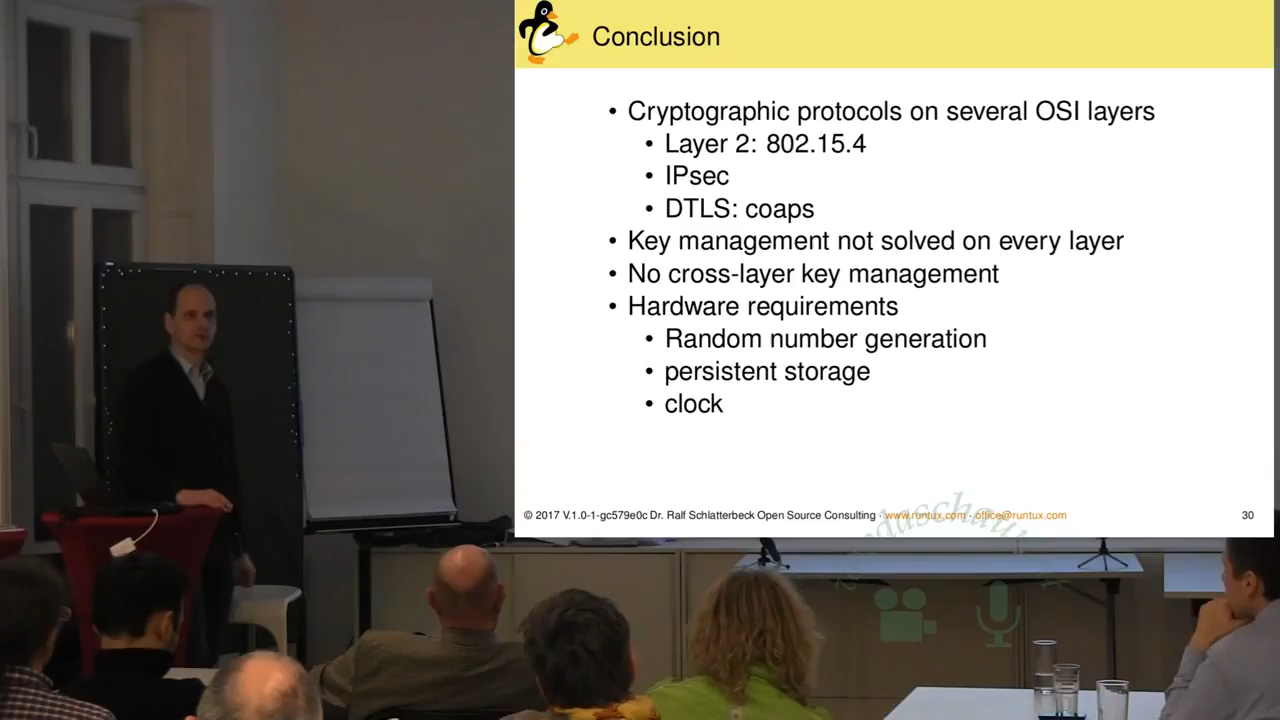 Conclusion
• Cryptographic protocols on several OSI layers
• Layer 2: 802.15.4
• IPsec
• DTLS: coaps
• Key management not solved on every layer
• No cross-layer key management
• Hardware requirements
• Random number generation
• persistent storage
• clock
© 2017 V.1.0-1-gc579e0c Dr. Ralf Schlatterbeck Open Source Consulting · www.runtux.com · office@runtux.com 30